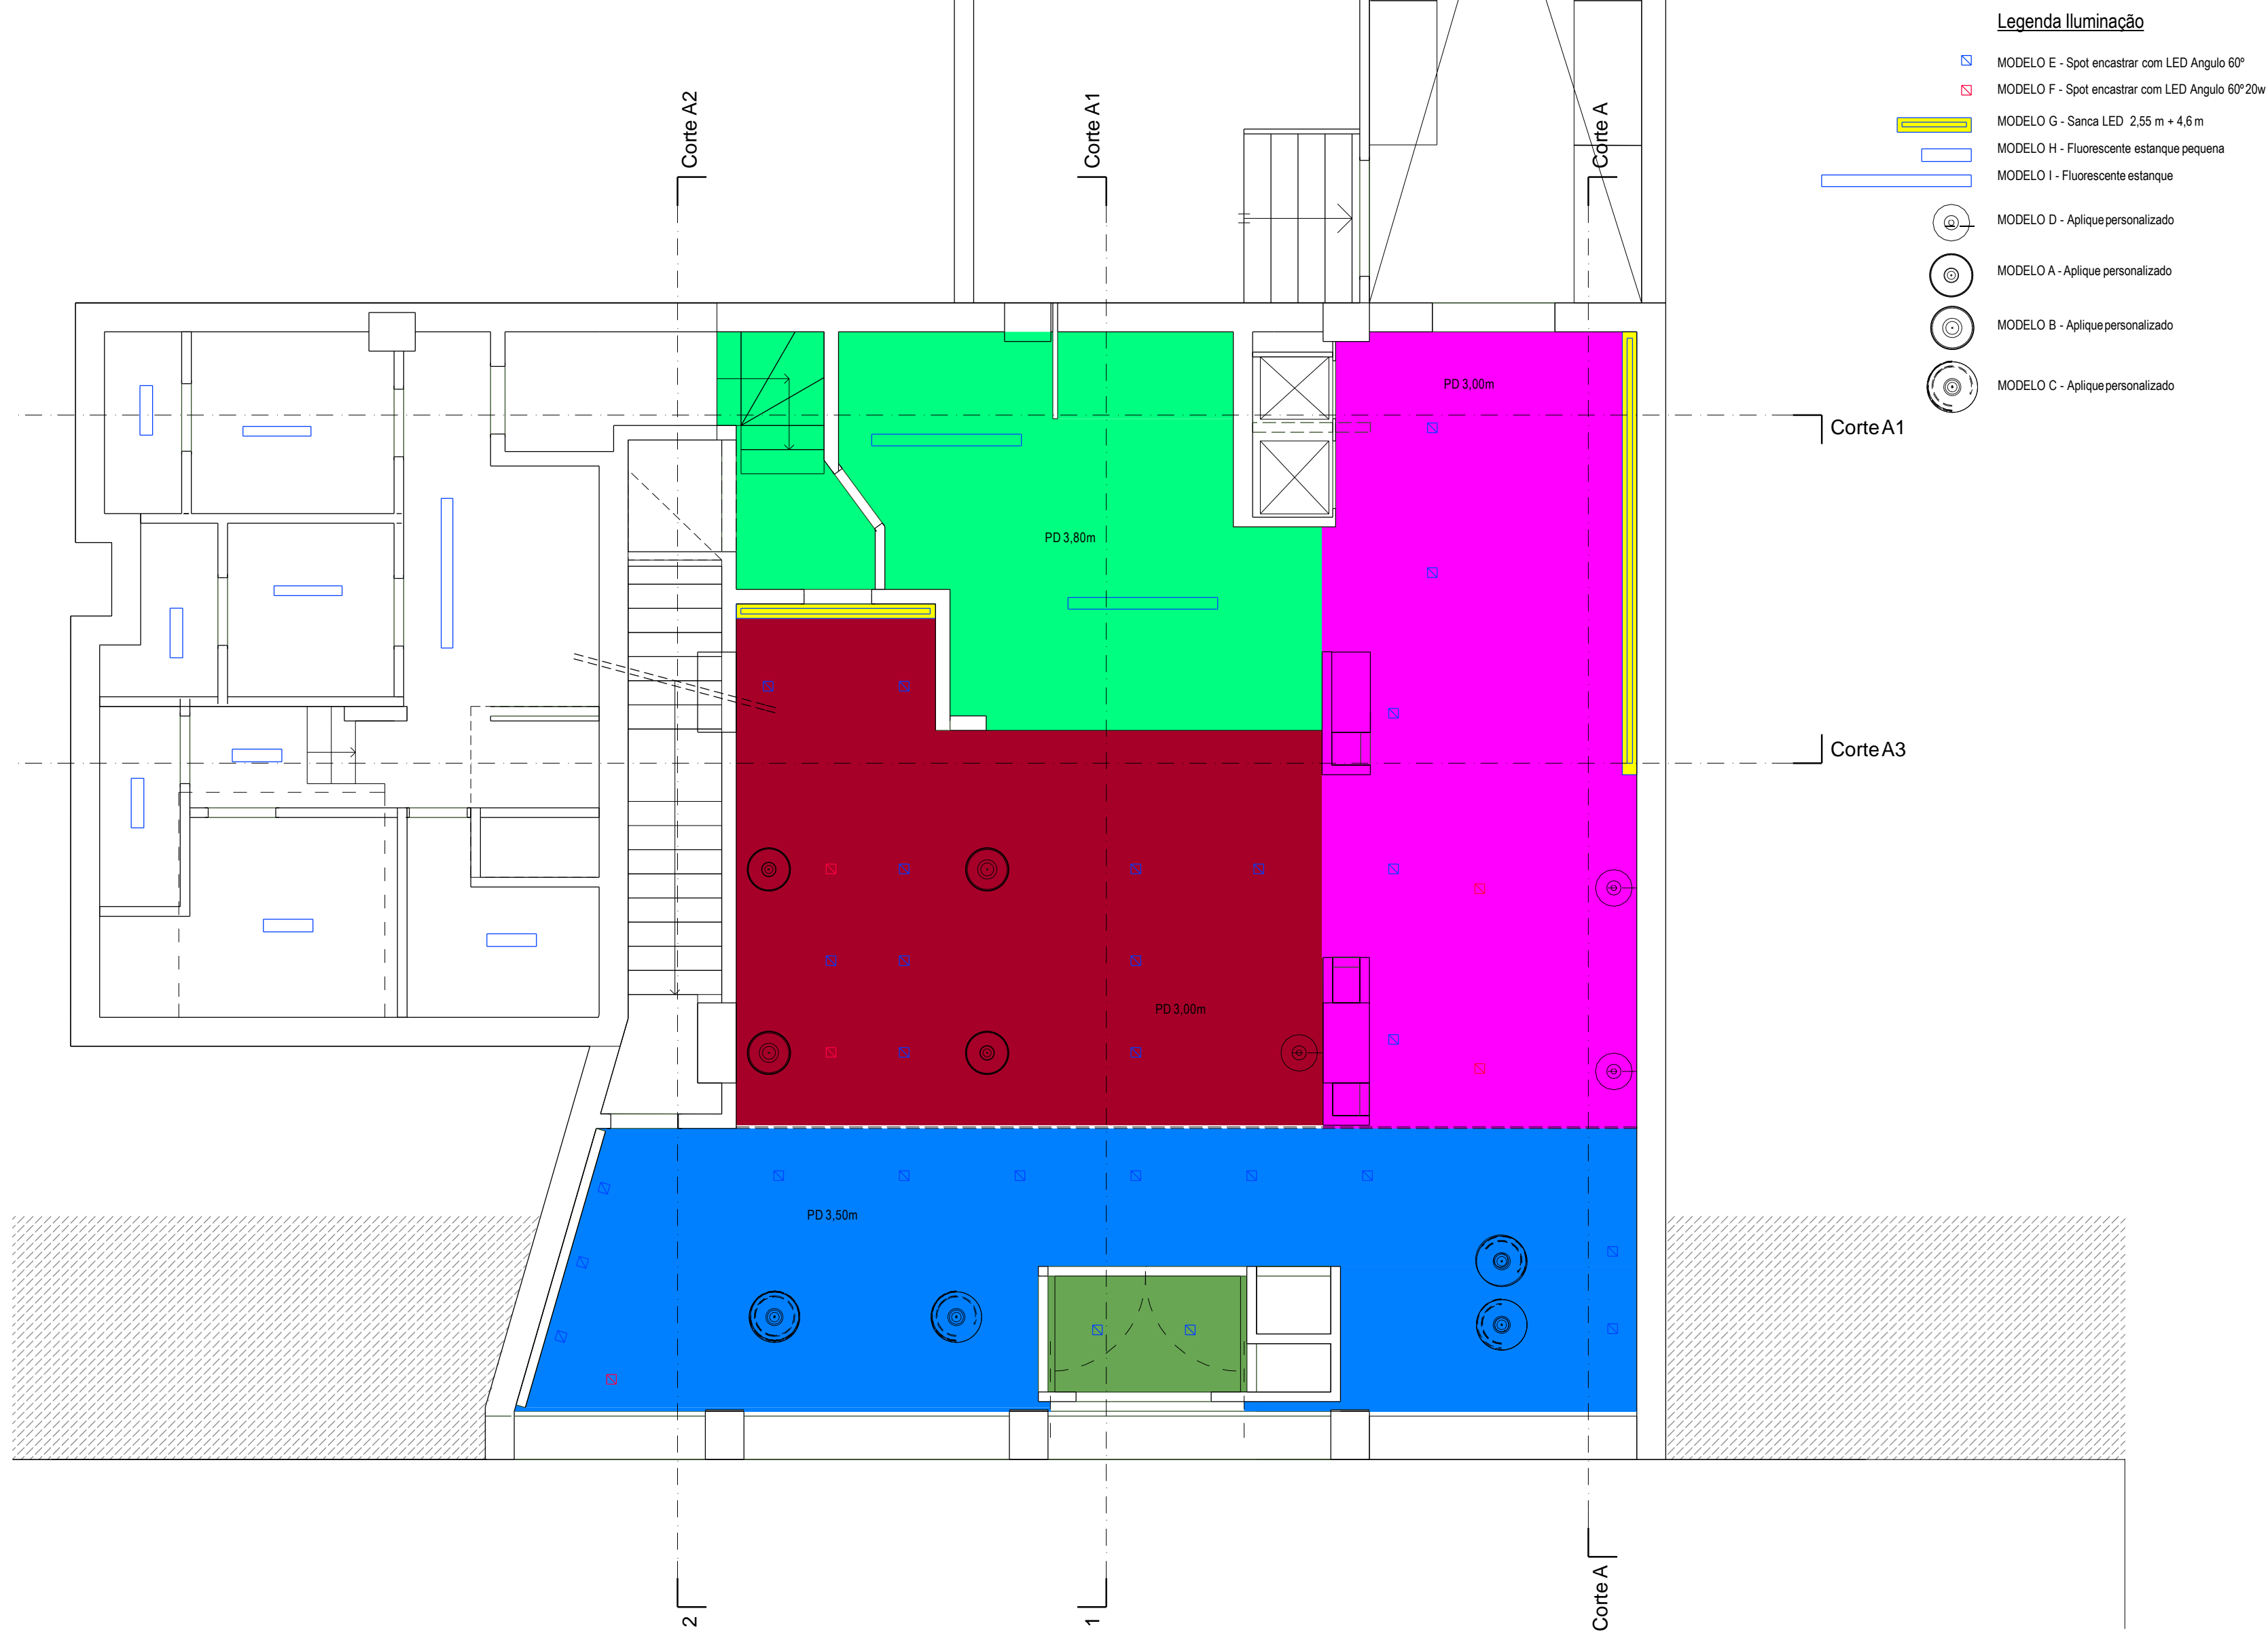 Legenda Iluminação
MODELO E - Spot encastrar com LED Angulo 60º
MODELO F - Spot encastrar com LED Angulo 60º 20w
MODELO G - Sanca LED 2,55 m + 4,6 m
MODELO H - Fluorescente estanque pequena
MODELO I - Fluorescente estanque
MODELO D - Aplique personalizado
MODELO A - Aplique personalizado
MODELO B - Aplique personalizado
MODELO C - Aplique personalizado
Corte A2
Corte A1
Corte A
PD 3,00m
Corte A1
PD 3,80m
Corte A3
PD 3,00m
PD 3,50m
2
1
Corte A